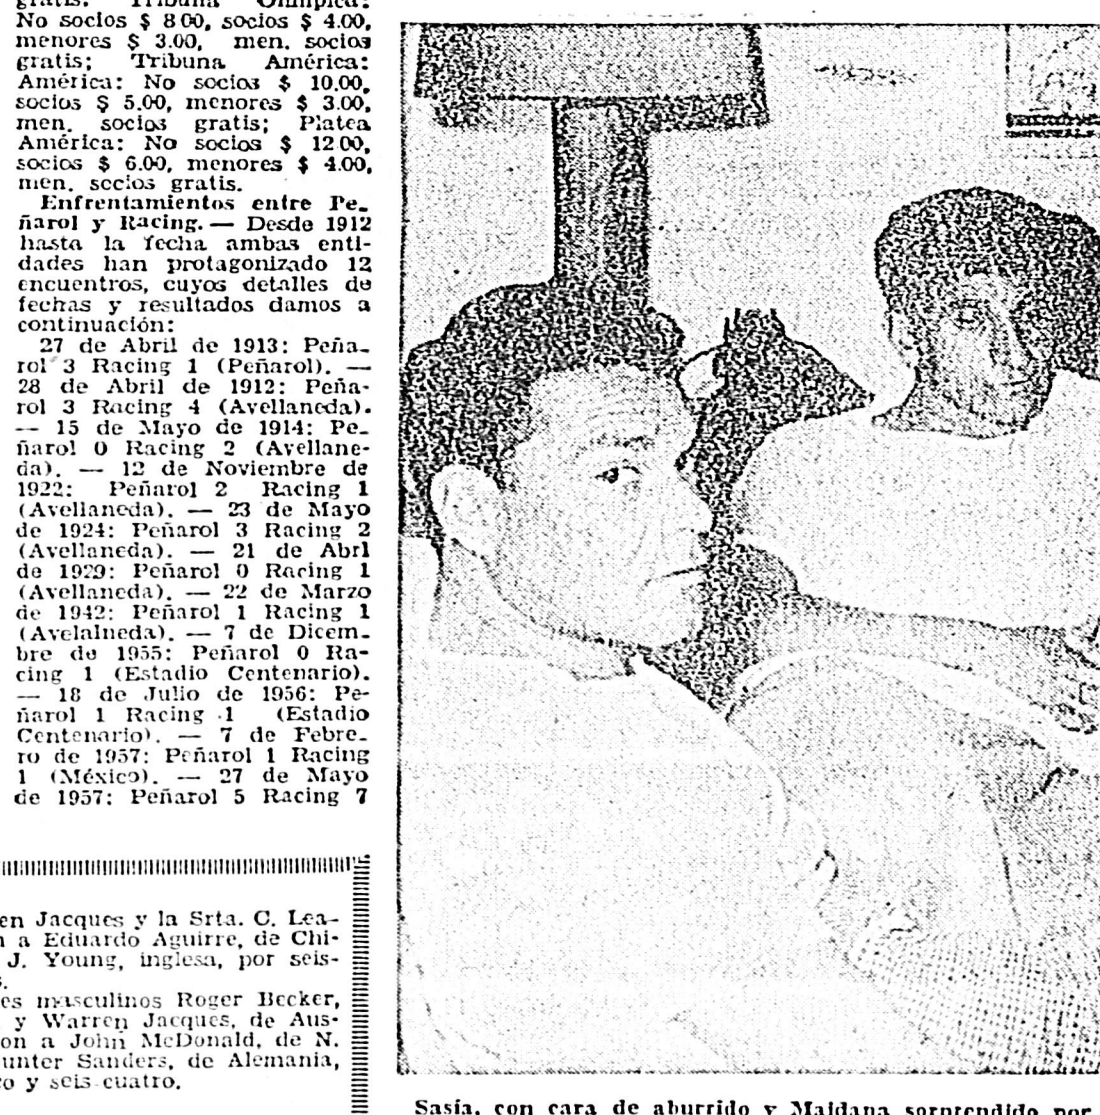 gratis. Tribuna Olímpica:
No socios $ 8 00, socios $ 4.00,
menores $ 3.00, men. socios
gratis; Tribuna América:
América: No socios $ 10.00,
socios $ 5.00, menores $ 3.00,
men. socios gratis; Platea
América: No socios $ 12 00,
socios $ 6.00, menores $ 4.00,
men. socios gratis.
Enfrentamientos entre Pe-
ñarol y Racing. — Desde 1912
hasta la fecha ambas enti-
dades han protagonizado 12
encuentros, cuyos detalles de
fechas y resultados damos a
continuación:
27 de Abril de 1913: Peña-
rol 3 Racing 1 (Peñarol). —
28 de Abril de 1912: Peña-
rol 3 Racing 4 (Avellaneda).
— 15 de Mayo de 1914: Pe-
ñarol 0 Racing 2 (Avellane-
da). — 12 de Noviembre de
1922: Peñarol 2 Racing 1
(Avellaneda). — 23 de Mayo
de 1924: Peñarol 3 Racing 2
(Avellaneda). — 21 de Abrl
de 1929: Peñarol 0 Racing 1
(Avellaneda). — 22 de Marzo
de 1942: Peñarol 1 Racing 1
(Avelalneda). — 7 de Dicem-
bre de 1955: Peñarol 0 Ra-
cing 1 (Estadio Centenario).
— 18 de Julio de 1956: Pe-
ñarol 1 Racing 1 (Estadio
Centenario). — 7 de Febre-
ro de 1957: Peñarol 1 Racing
1 (México). — 27 de Mayo
de 1957: Peñarol 5 Racing 7
en Jacques y la Srta. C. Lea-
a Eduardo Aguirre, de Chi-
J. Young, inglesa, por seis-
es masculinos Roger Becker,
y Warren Jacques, de Aus-
on a John McDonald, de N.
unter Sanders, de Alemania,
o y seis-cuatro.
Sasía, con cara de aburrido y Maidana sorprendido por